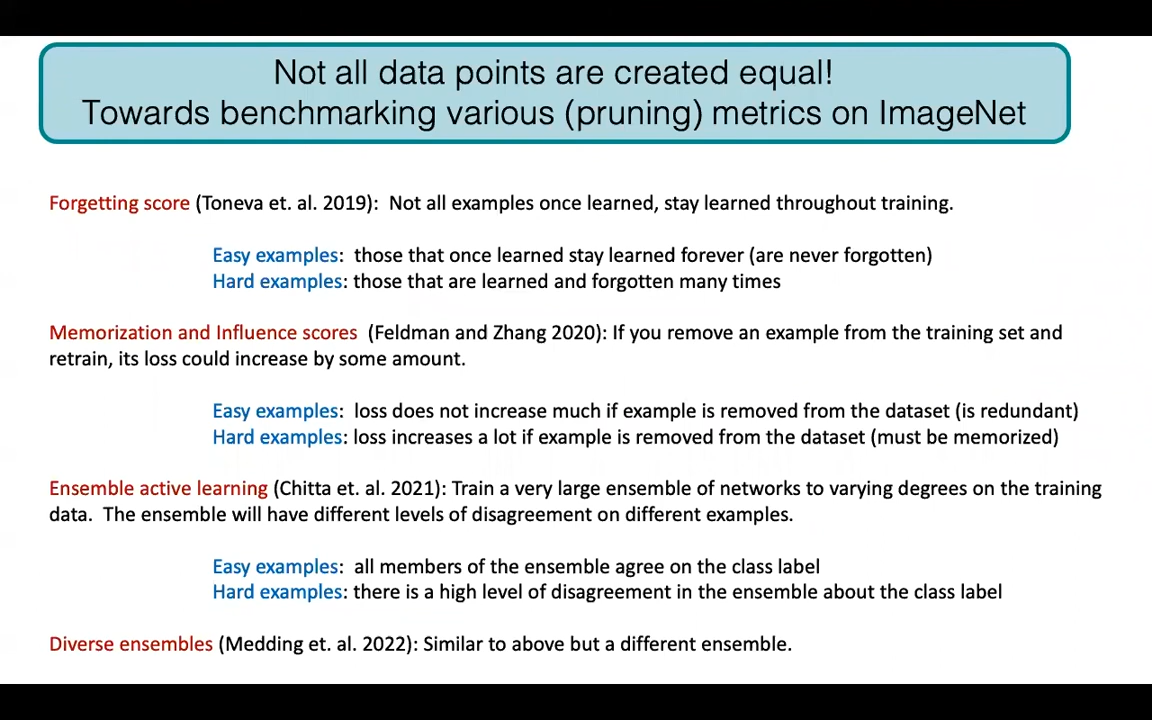 Not all data points are created equal!
Towards benchmarking various (pruning) metrics on ImageNet
Forgetting score (Toneva et. al. 2019): Not all examples once learned, stay learned throughout training.
Easy examples: those that once learned stay learned forever (are never forgotten)
Hard examples: those that are learned and forgotten many times
Memorization and Influence scores (Feldman and Zhang 2020): If you remove an example from the training set and
retrain, its loss could increase by some amount.
Easy examples: loss does not increase much if example is removed from the dataset (is redundant)
Hard examples: loss increases a lot if example is removed from the dataset (must be memorized)
Ensemble active learning (Chitta et. al. 2021): Train a very large ensemble of networks to varying degrees on the training
data. The ensemble will have different levels of disagreement on different examples.
Easy examples: all members of the ensemble agree on the class label
Hard examples: there is a high level of disagreement in the ensemble about the class label
Diverse ensembles (Medding et. al. 2022): Similar to above but a different ensemble.